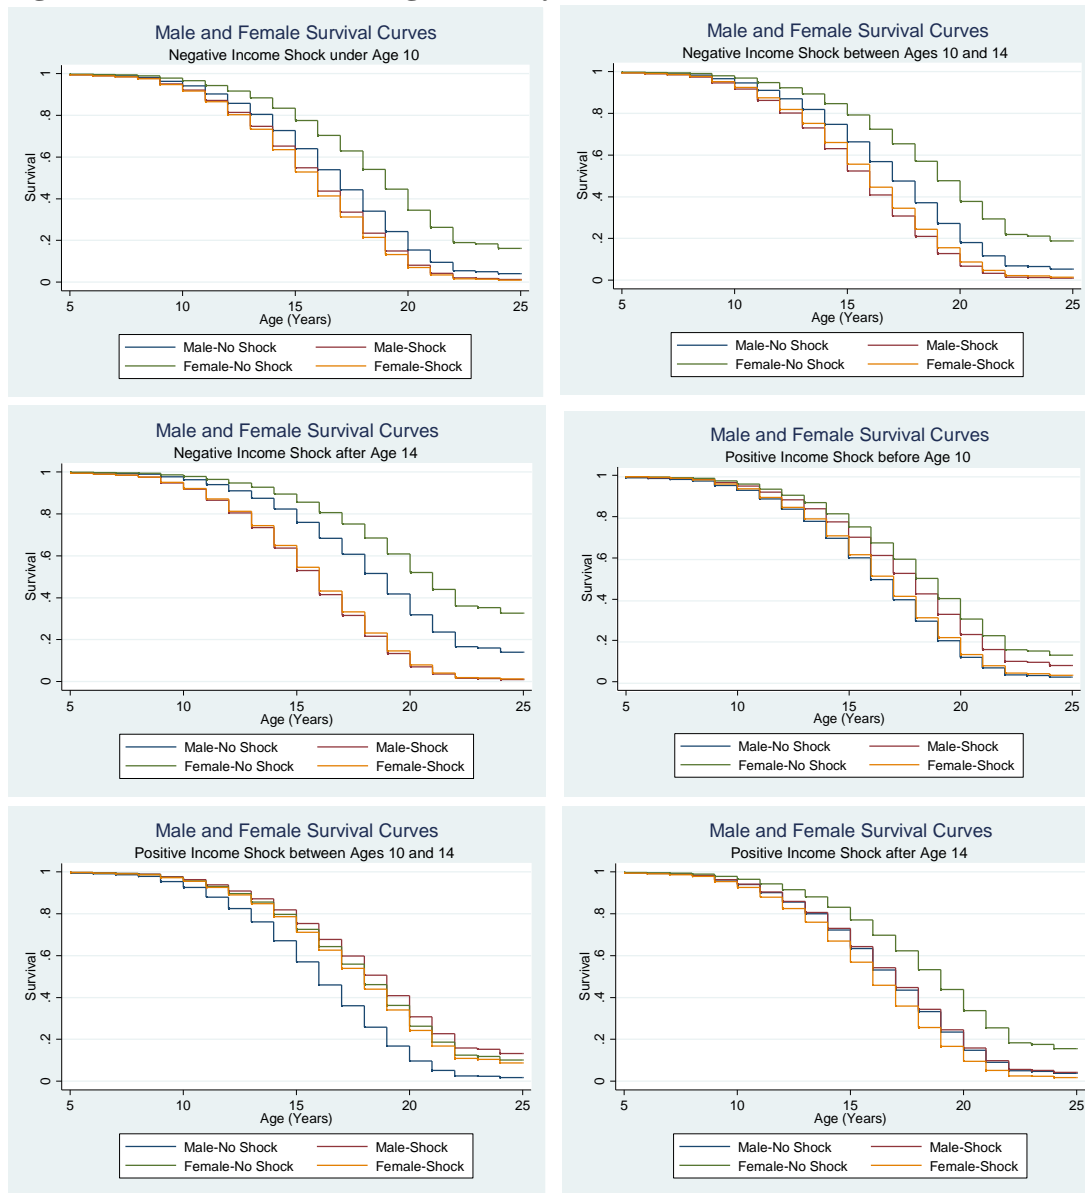 Male and Female Survival Curves
Negative Income Shock under Age 10
Survival
0 .2 .4 .6 .8 1
5 10 15 20 25
Age (Years)
Male-No Shock Male-Shock
Female-No Shock Female-Shock
Male and Female Survival Curves
Negative Income Shock between Ages 10 and 14
Survival
0 .2 .4 .6 .8 1
5 10 15 20 25
Age (Years)
Male-No Shock Male-Shock
Female-No Shock Female-Shock
Male and Female Survival Curves
Negative Income Shock after Age 14
Survival
0 .2 .4 .6 .8 1
5 10 15 20 25
Age (Years)
Male-No Shock Male-Shock
Female-No Shock Female-Shock
Male and Female Survival Curves
Positive Income Shock before Age 10
Survival
0 .2 .4 .6 .8 1
5 10 15 20 25
Age (Years)
Male-No Shock Male-Shock
Female-No Shock Female-Shock
Male and Female Survival Curves
Positive Income Shock between Ages 10 and 14
Survival
0 .2 .4 .6 .8 1
5 10 15 20 25
Age (Years)
Male-No Shock Male-Shock
Female-No Shock Female-Shock
Male and Female Survival Curves
Positive Income Shock after Age 14
Survival
0 .2 .4 .6 .8 1
5 10 15 20 25
Age (Years)
Male-No Shock Male-Shock
Female-No Shock Female-Shock